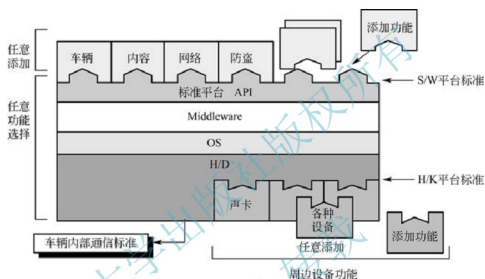 任意
添加
车辆
内容
网络
防盗
添加功能
标准平台 API
S/W平台标准
任意
功能
选择
Middleware
OS
H/D
H/K平台标准
声卡
各种
设备
任意添加
添加功能
车辆内部通信标准
周边设备功能